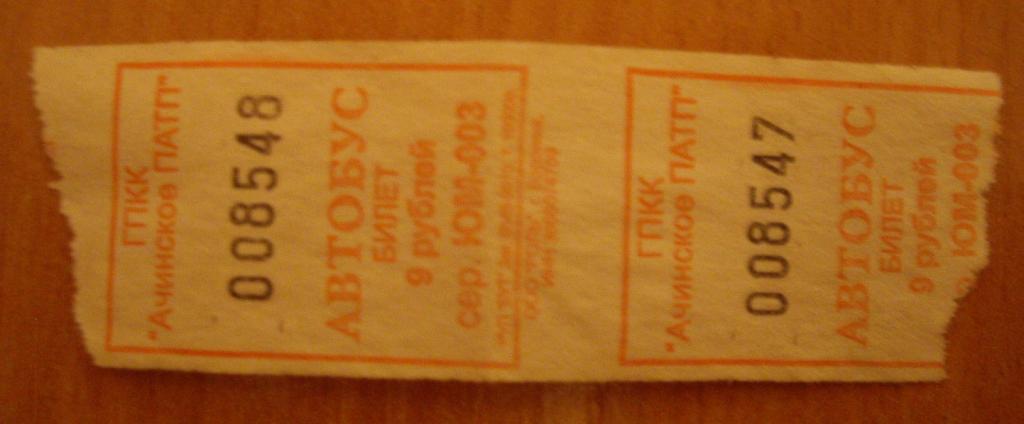 ГПКК
"Ачинское ПАТП"
008548
АВТОБУС
БИЛЕТ
9 рублей
сер. ЮМ-003
ГПКК
"Ачинское ПАТП"
008547
АВТОБУС
БИЛЕТ
9 рублей
ЮМ-003